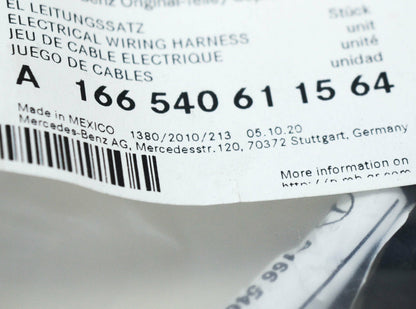 EL LEITUNGSSATZ
ELECTRICAL WIRING HARNESS
JEU DE CABLE ELECTRIQUE
JUEGO DE CABLES
Stück
unit
unité
unidad
A 166 540 61 15 64
Made in MEXICO 1380/2010/213 05.10.20
Mercedes-Benz AG, Mercedesstr.120, 70372 Stuttgart, Germany
More information on
A 166 540